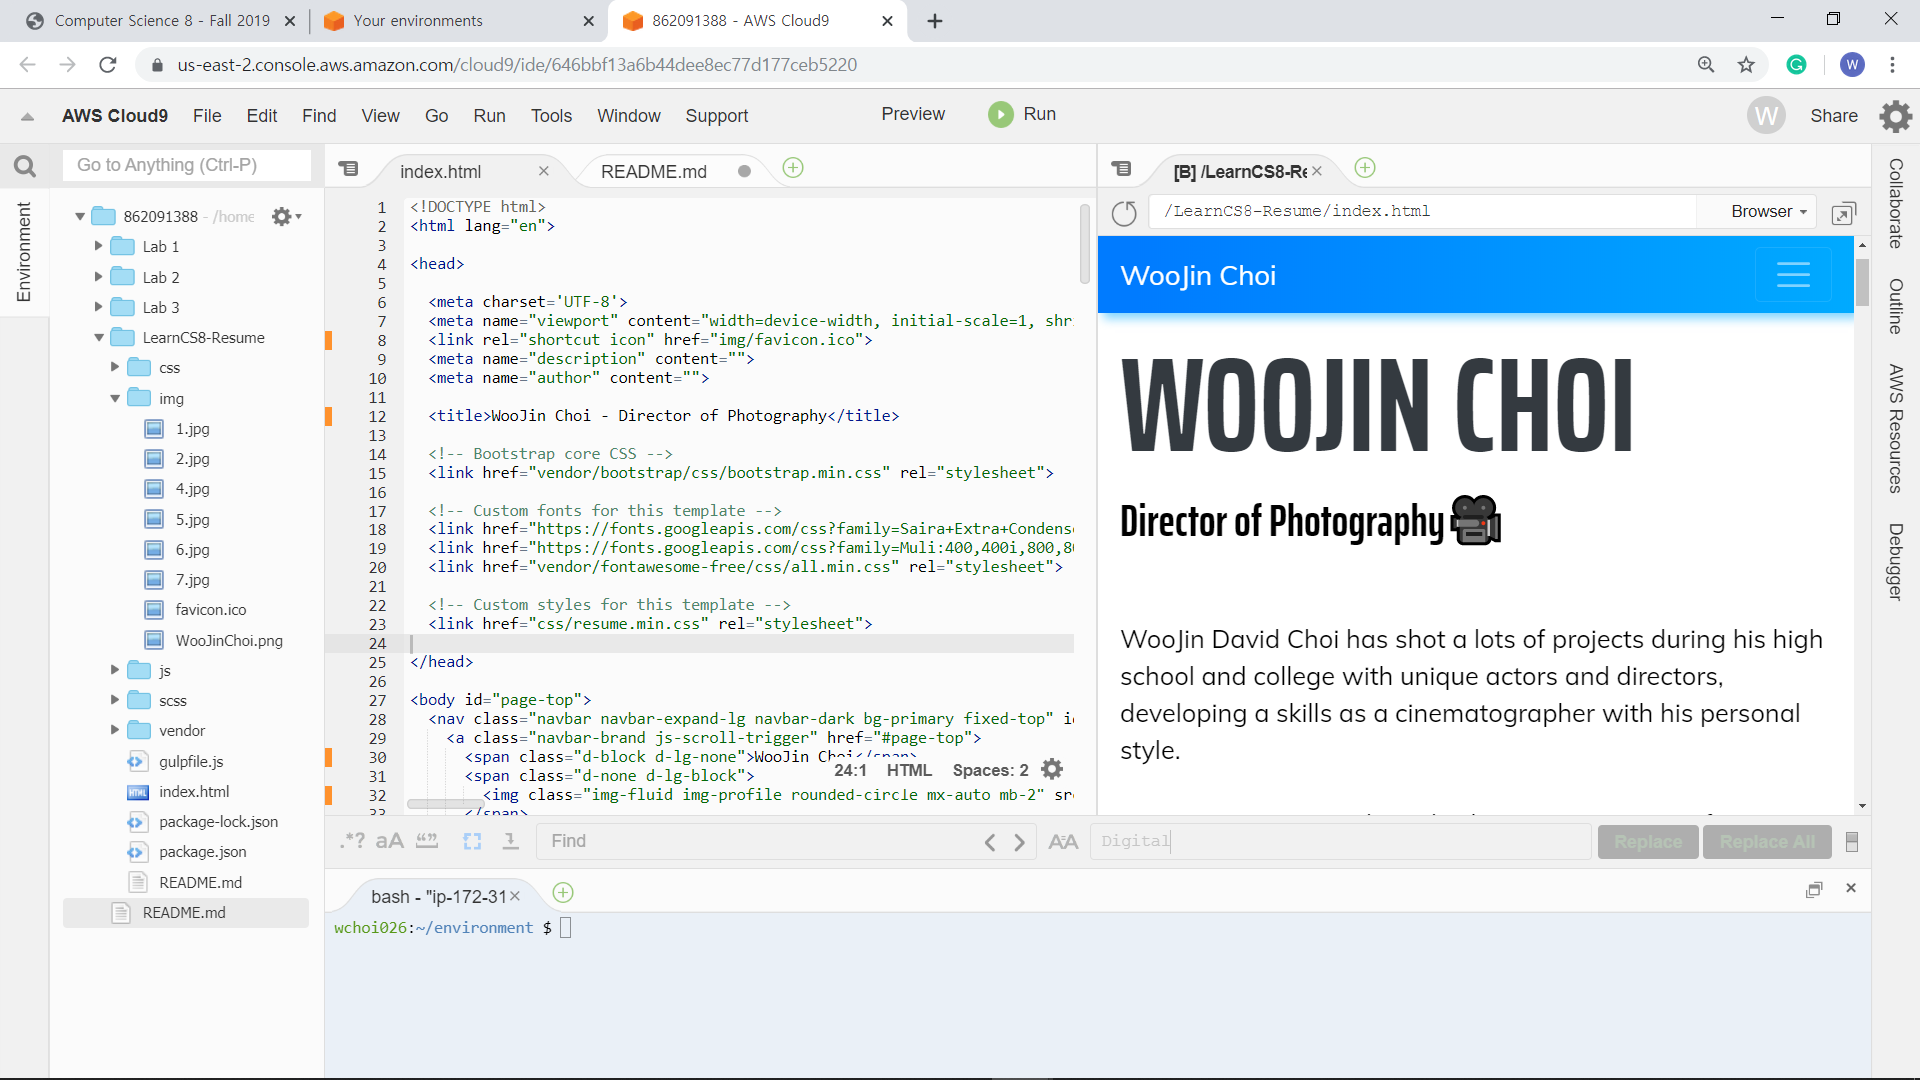 Computer Science 8 - Fall 2019
Your environments
862091388 - AWS Cloud9
us-east-2.console.aws.amazon.com/cloud9/ide/646bbf13a6b44dee8ec77d177ceb5220
W
AWS Cloud9 File Edit Find View Go Run Tools Window Support Preview Run W Share
Go to Anything (Ctrl-P)
Environment
862091388 - /home
Lab 1
Lab 2
Lab 3
LearnCS8-Resume
css
img
1.jpg
2.jpg
4.jpg
5.jpg
6.jpg
7.jpg
favicon.ico
WooJinChoi.png
js
scss
vendor
gulpfile.js
index.html
package-lock.json
package.json
README.md
README.md
index.html
README.md
1 <!DOCTYPE html>
2 <html lang="en">
3
4 <head>
5
6 <meta charset='UTF-8'>
7 <meta name="viewport" content="width=device-width, initial-scale=1, shr
8 <link rel="shortcut icon" href="img/favicon.ico">
9 <meta name="description" content="">
10 <meta name="author" content="">
11
12 <title>WooJin Choi - Director of Photography</title>
13
14 <!-- Bootstrap core CSS -->
15 <link href="vendor/bootstrap/css/bootstrap.min.css" rel="stylesheet">
16
17 <!-- Custom fonts for this template -->
18 <link href="https://fonts.googleapis.com/css?family=Saira+Extra+Condense
19 <link href="https://fonts.googleapis.com/css?family=Muli:400,400i,800,80
20 <link href="vendor/fontawesome-free/css/all.min.css" rel="stylesheet">
21
22 <!-- Custom styles for this template -->
23 <link href="css/resume.min.css" rel="stylesheet">
24
25 </head>
26
27 <body id="page-top">
28 <nav class="navbar navbar-expand-lg navbar-dark bg-primary fixed-top" id
29 <a class="navbar-brand js-scroll-trigger" href="#page-top">
30 <span class="d-block d-lg-none">WooJin Choi</span>
31 <span class="d-none d-lg-block">
32 <img class="img-fluid img-profile rounded-circle mx-auto mb-2" src
33 </span>
24:1 HTML Spaces: 2
[B] /LearnCS8-Re
/LearnCS8-Resume/index.html
Browser
WooJin Choi
WOOJIN CHOI
Director of Photography
WooJin David Choi has shot a lots of projects during his high
school and college with unique actors and directors,
developing a skills as a cinematographer with his personal
style.
Collaborate
Outline
AWS Resources
Debugger
.*? aA “” Find AA Digital Replace Replace All
bash - "ip-172-31
wchoi026:~/environment $